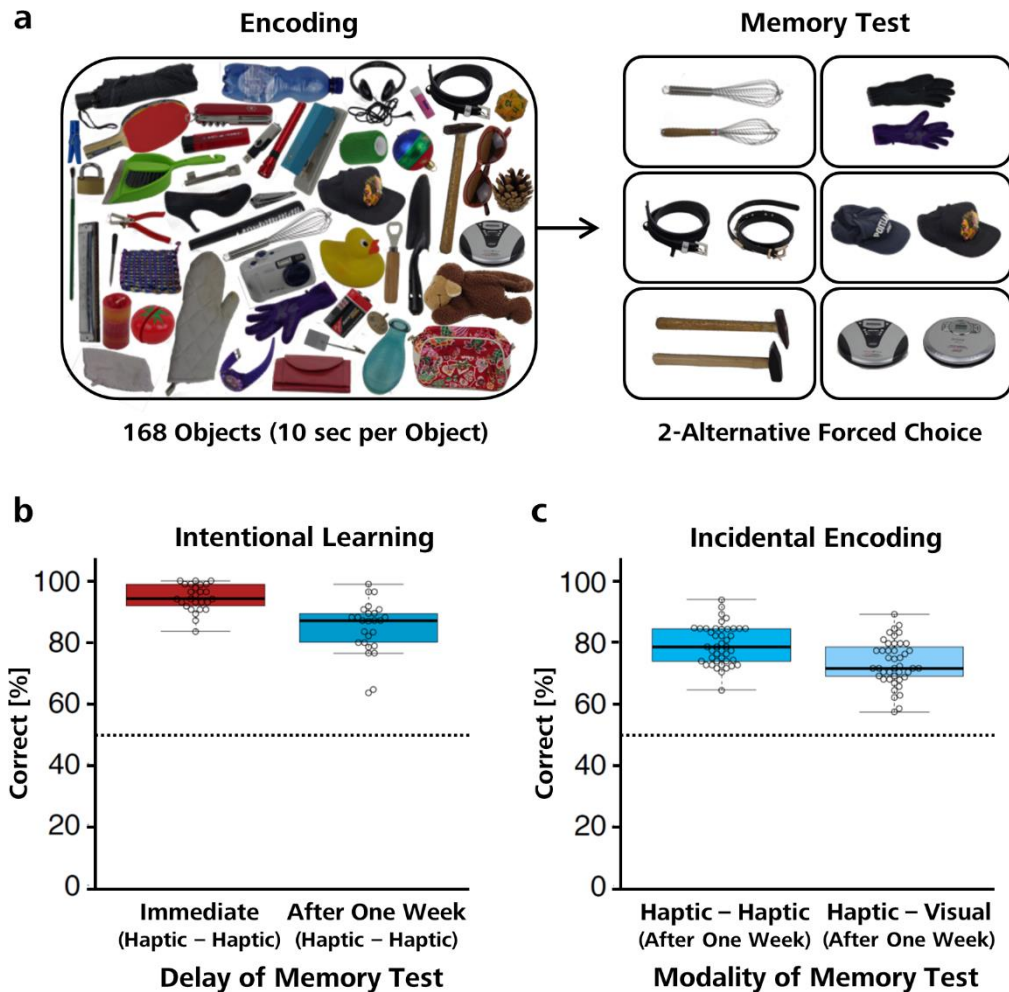 a
Encoding
Memory Test
168 Objects (10 sec per Object)
2-Alternative Forced Choice
b
Intentional Learning
Correct [%]
100
80
60
40
20
0
Immediate
(Haptic – Haptic)
After One Week
(Haptic – Haptic)
Delay of Memory Test
c
Incidental Encoding
Correct [%]
100
80
60
40
20
0
Haptic – Haptic
(After One Week)
Haptic – Visual
(After One Week)
Modality of Memory Test